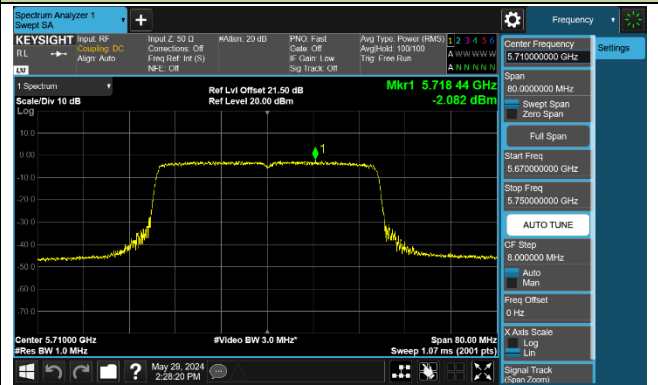 Spectrum Analyzer 1
Swept SA
Frequency
KEYSIGHT
RL
LXI
Input: RF
Coupling: DC
Align: Auto
Input Z: 50 Ω
Corrections: Off
Freq Ref: Int (S)
NFE: Off
#Atten: 20 dB
PNO: Fast
Gate: Off
IF Gain: Low
Sig Track: Off
Avg Type: Power (RMS)
Avg|Hold: 100/100
Trig: Free Run
1 2 3 4 5 6
A W W W W W
A N N N N N
1 Spectrum
Scale/Div 10 dB
Log
Ref Lvl Offset 21.50 dB
Ref Level 20.00 dBm
Mkr1 5.718 44 GHz
-2.082 dBm
10.0
0.00
-10.0
-20.0
-30.0
-40.0
-50.0
-60.0
-70.0
1
Center 5.71000 GHz
#Res BW 1.0 MHz
#Video BW 3.0 MHz*
Span 80.00 MHz
Sweep 1.07 ms (2001 pts)
May 29, 2024
2:28:20 PM
Center Frequency
5.710000000 GHz
Settings
Span
80.0000000 MHz
Swept Span
Zero Span
Full Span
Start Freq
5.670000000 GHz
Stop Freq
5.750000000 GHz
AUTO TUNE
CF Step
8.000000 MHz
Auto
Man
Freq Offset
0 Hz
X Axis Scale
Log
Lin
Signal Track
(Span Zoom)